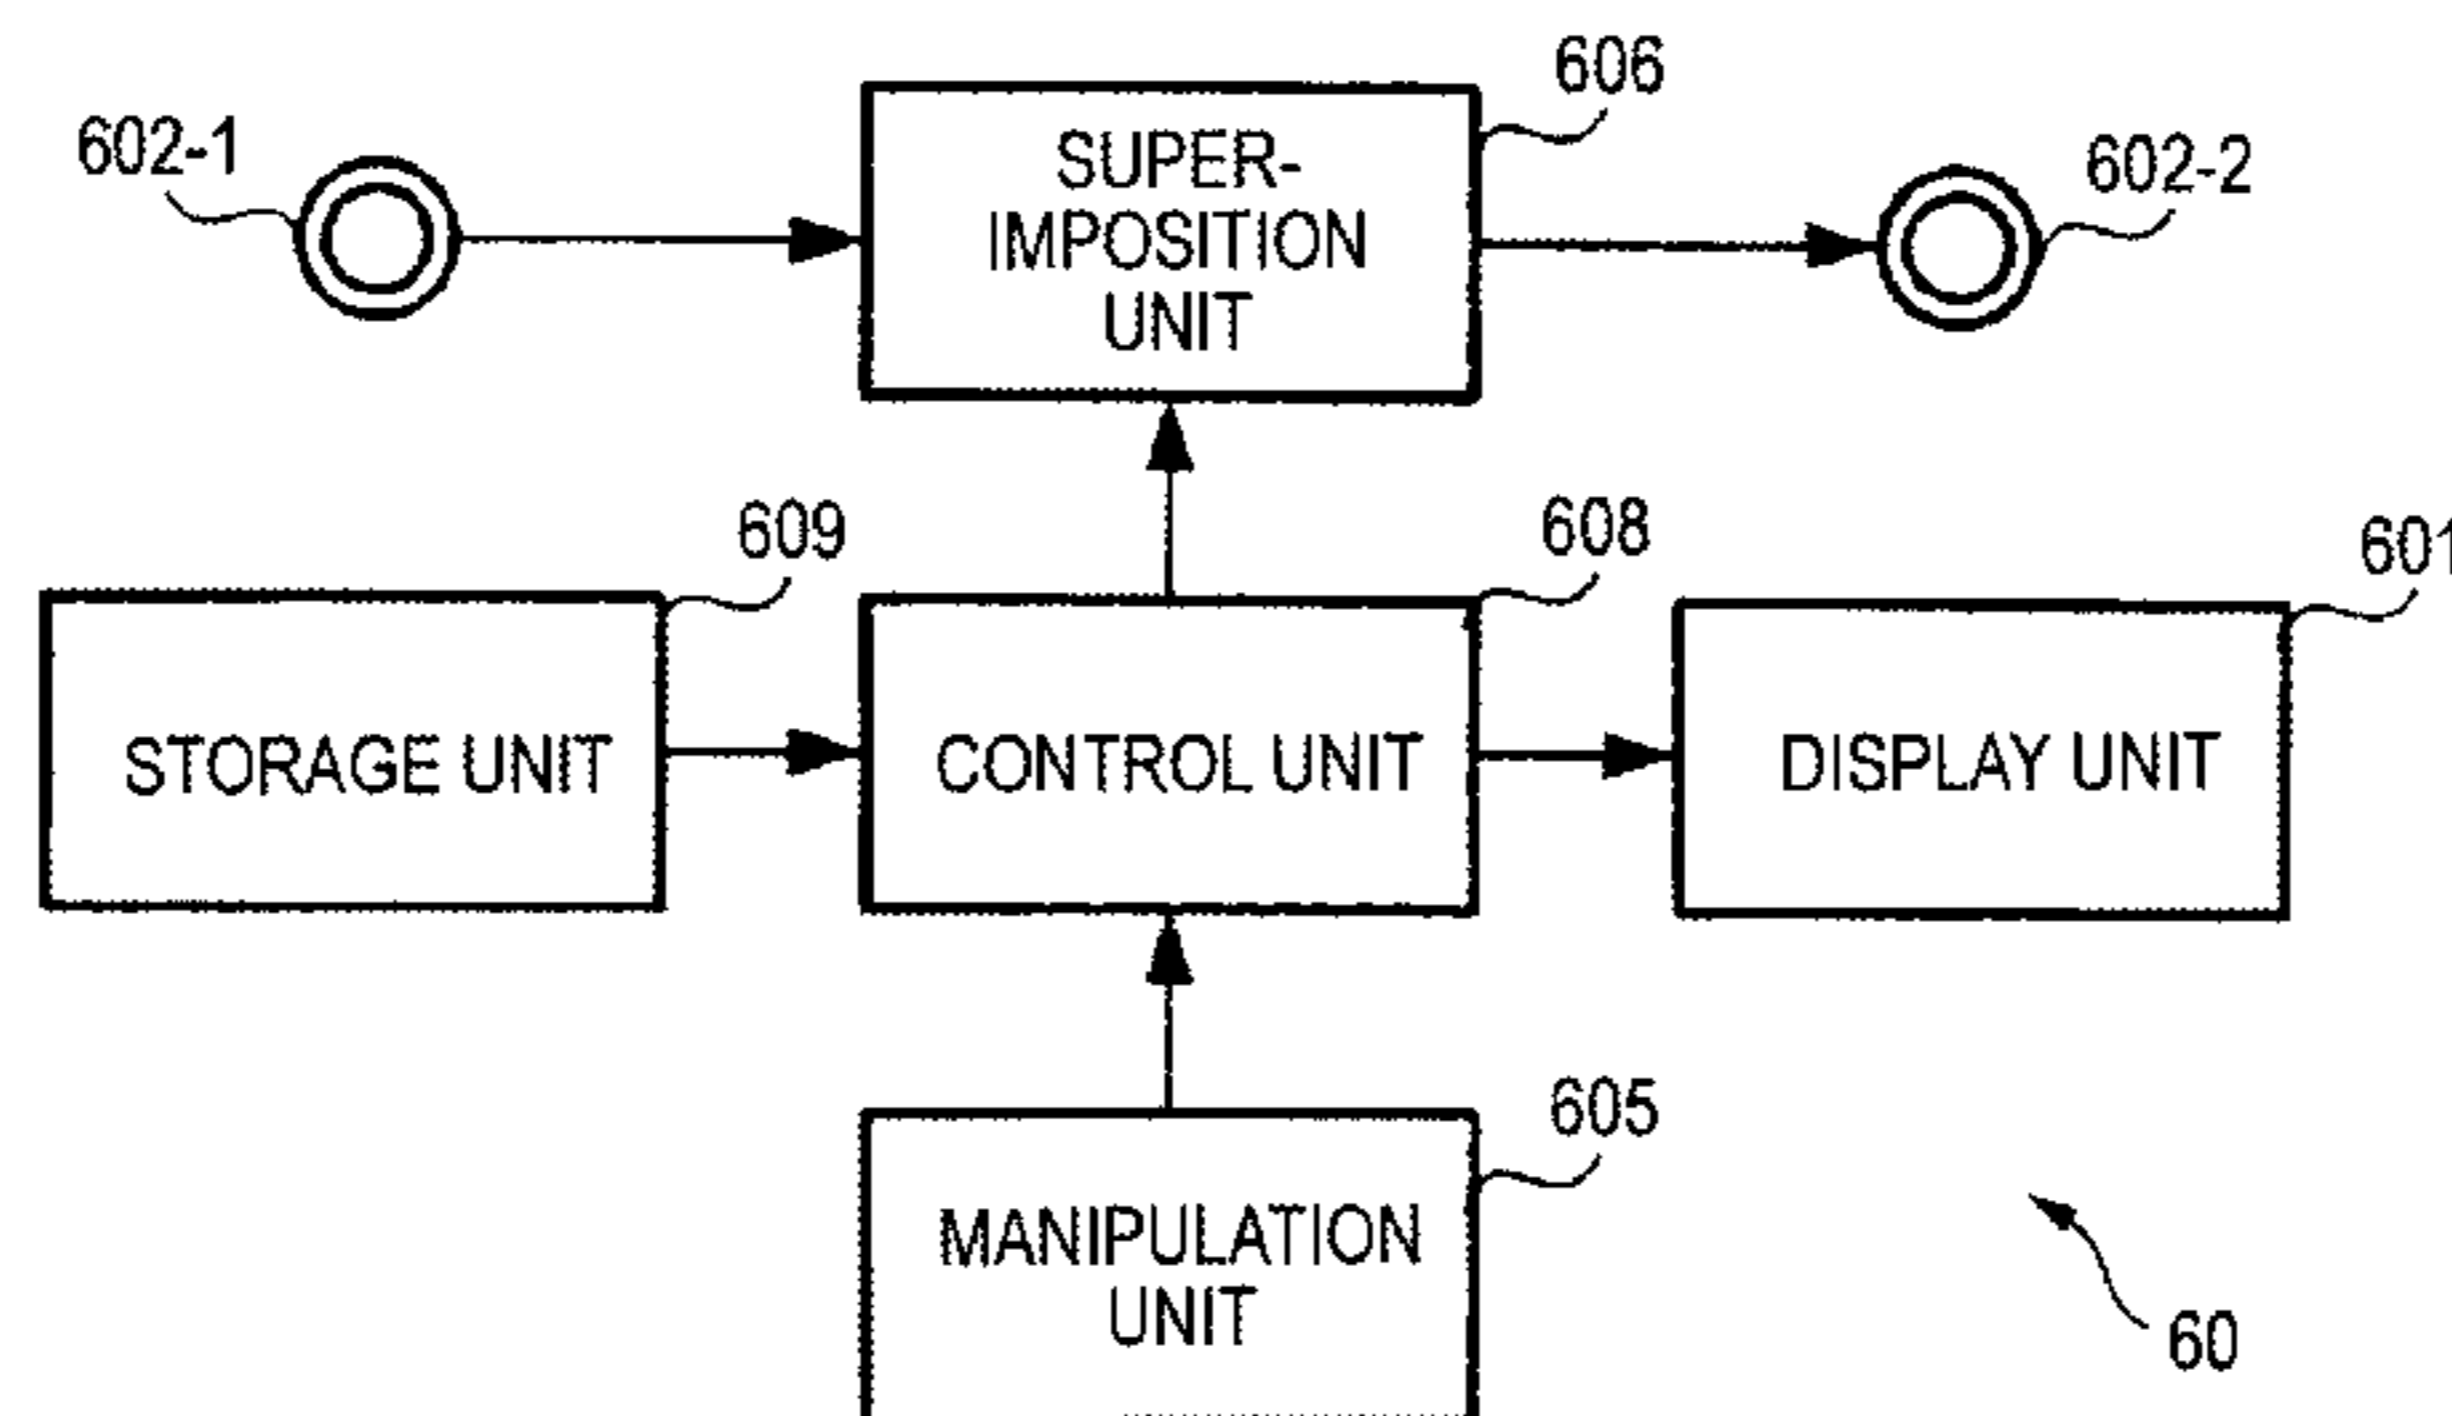 606
602-1
602-2
SUPER-
IMPOSITION
UNIT
609
608
601
STORAGE UNIT
CONTROL UNIT
DISPLAY UNIT
605
MANIPULATION
UNIT
60